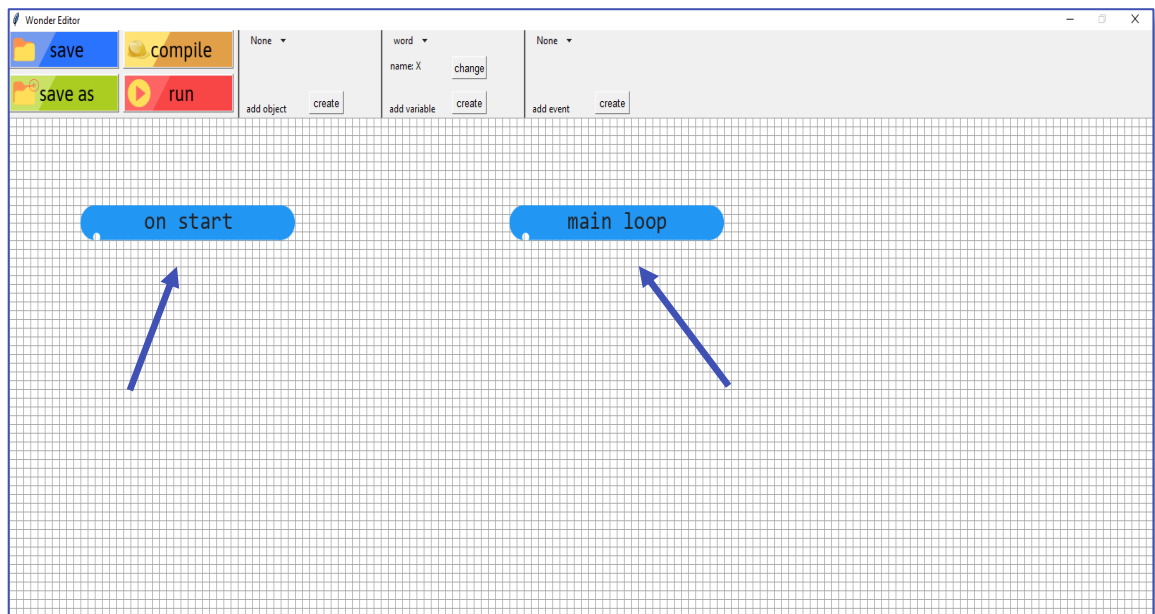 Wonder Editor
save
compile
save as
run
None
add object
create
word
name: X
change
add variable
create
None
add event
create
on start
main loop